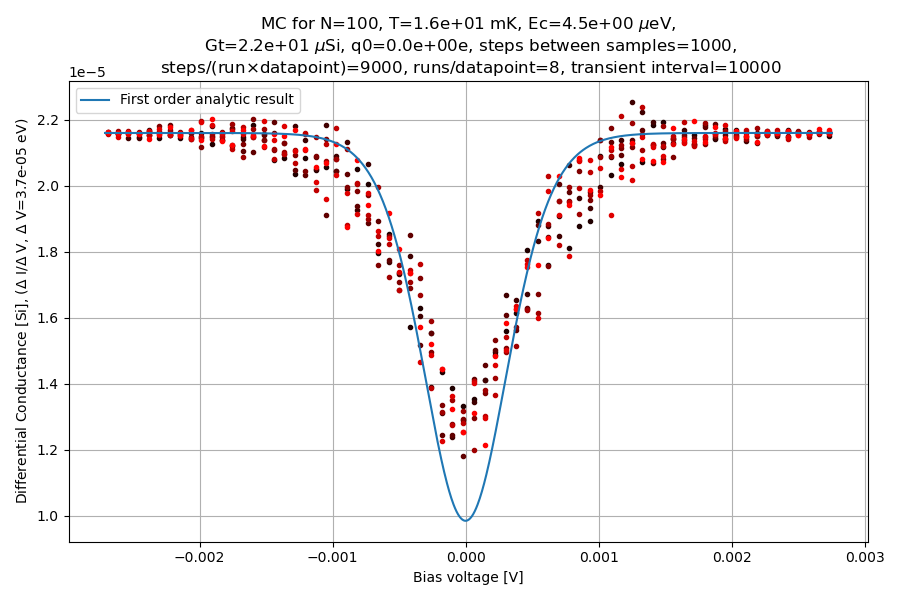 MC for N=100, T=1.6e+01 mK, Ec=4.5e+00 μeV,
Gt=2.2e+01 μSi, q0=0.0e+00e, steps between samples=1000,
steps/(run×datapoint)=9000, runs/datapoint=8, transient interval=10000
1e−5
First order analytic result
2.2
2.0
1.8
1.6
1.4
1.2
1.0
Differential Conductance [Si], (Δ I/Δ V, Δ V=3.7e-05 eV)
−0.002
−0.001
0.000
0.001
0.002
0.003
Bias voltage [V]